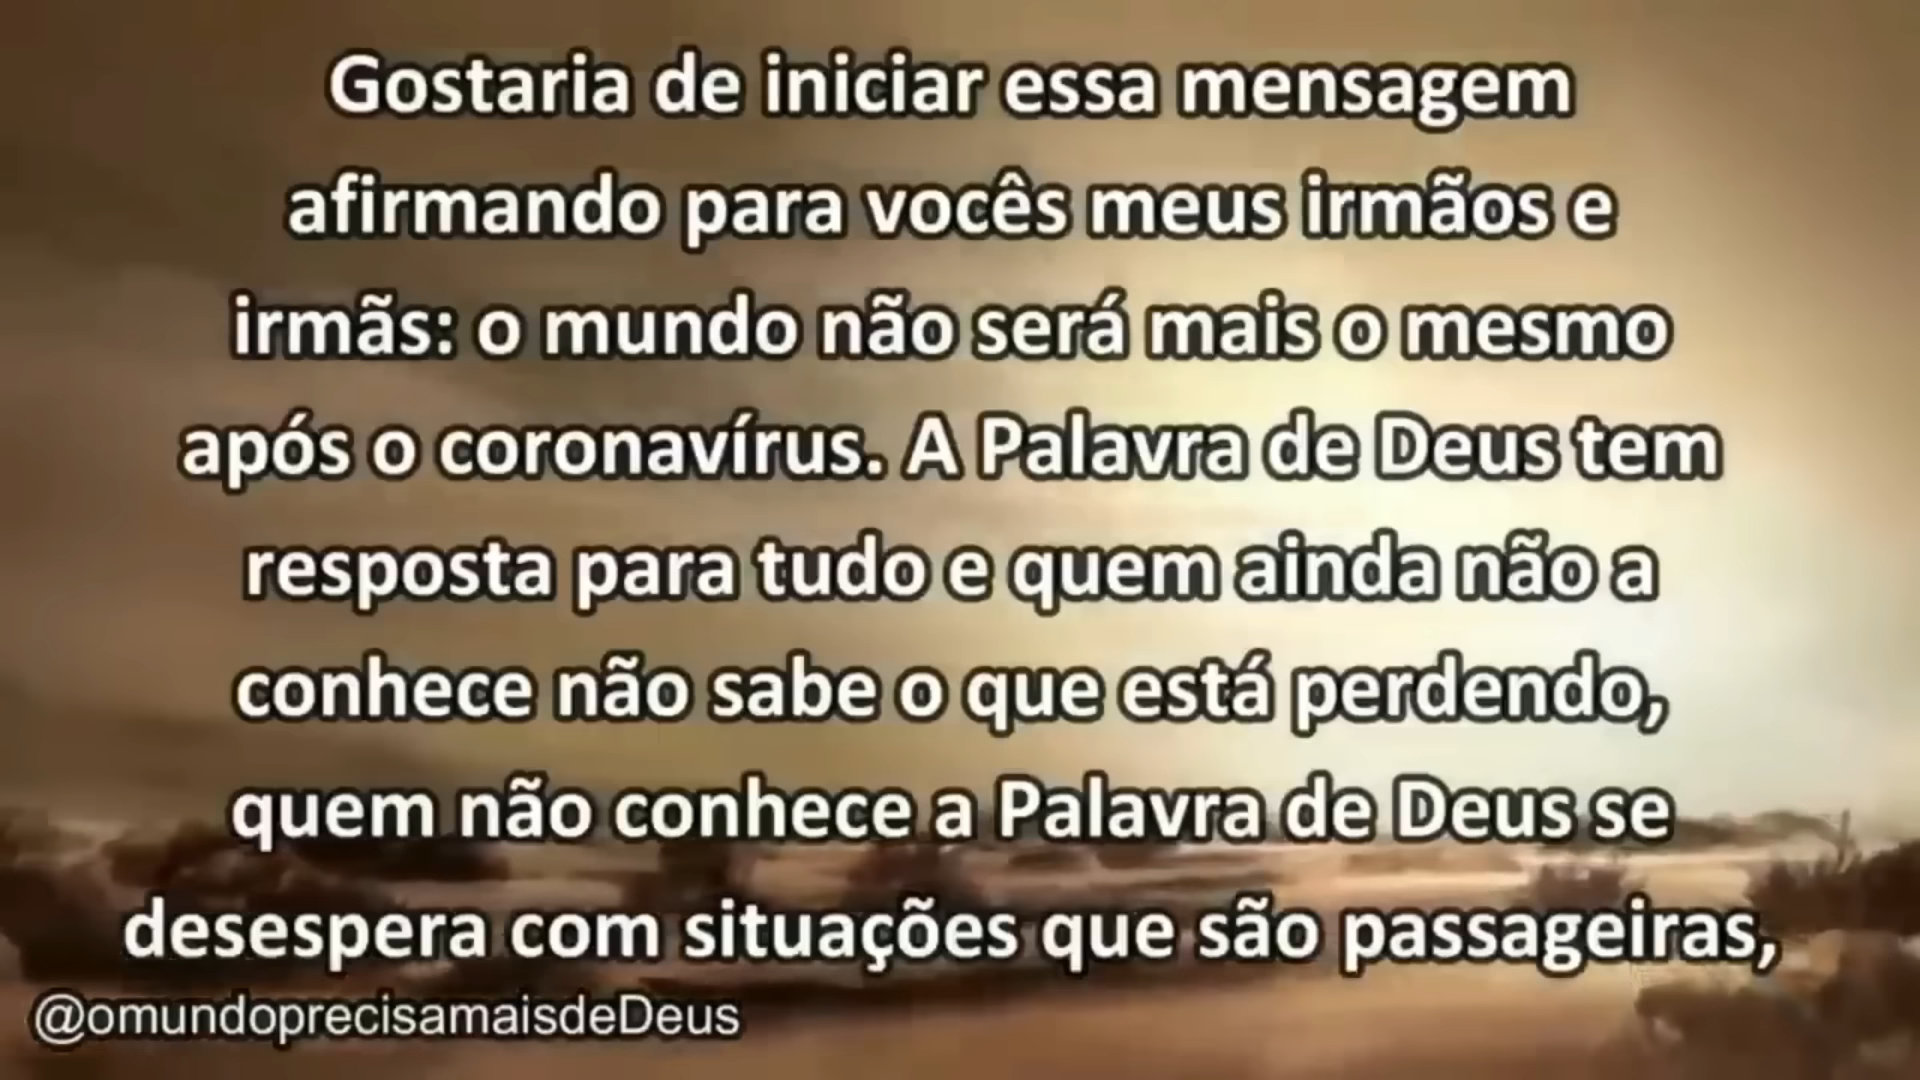 Gostaria de iniciar essa mensagem
afirmando para vocês meus irmãos e
irmãs: o mundo não será mais o mesmo
após o coronavírus. A Palavra de Deus tem
resposta para tudo e quem ainda não a
conhece não sabe o que está perdendo,
quem não conhece a Palavra de Deus se
desespera com situações que são passageiras,
@omundoprecisamaisdeDeus